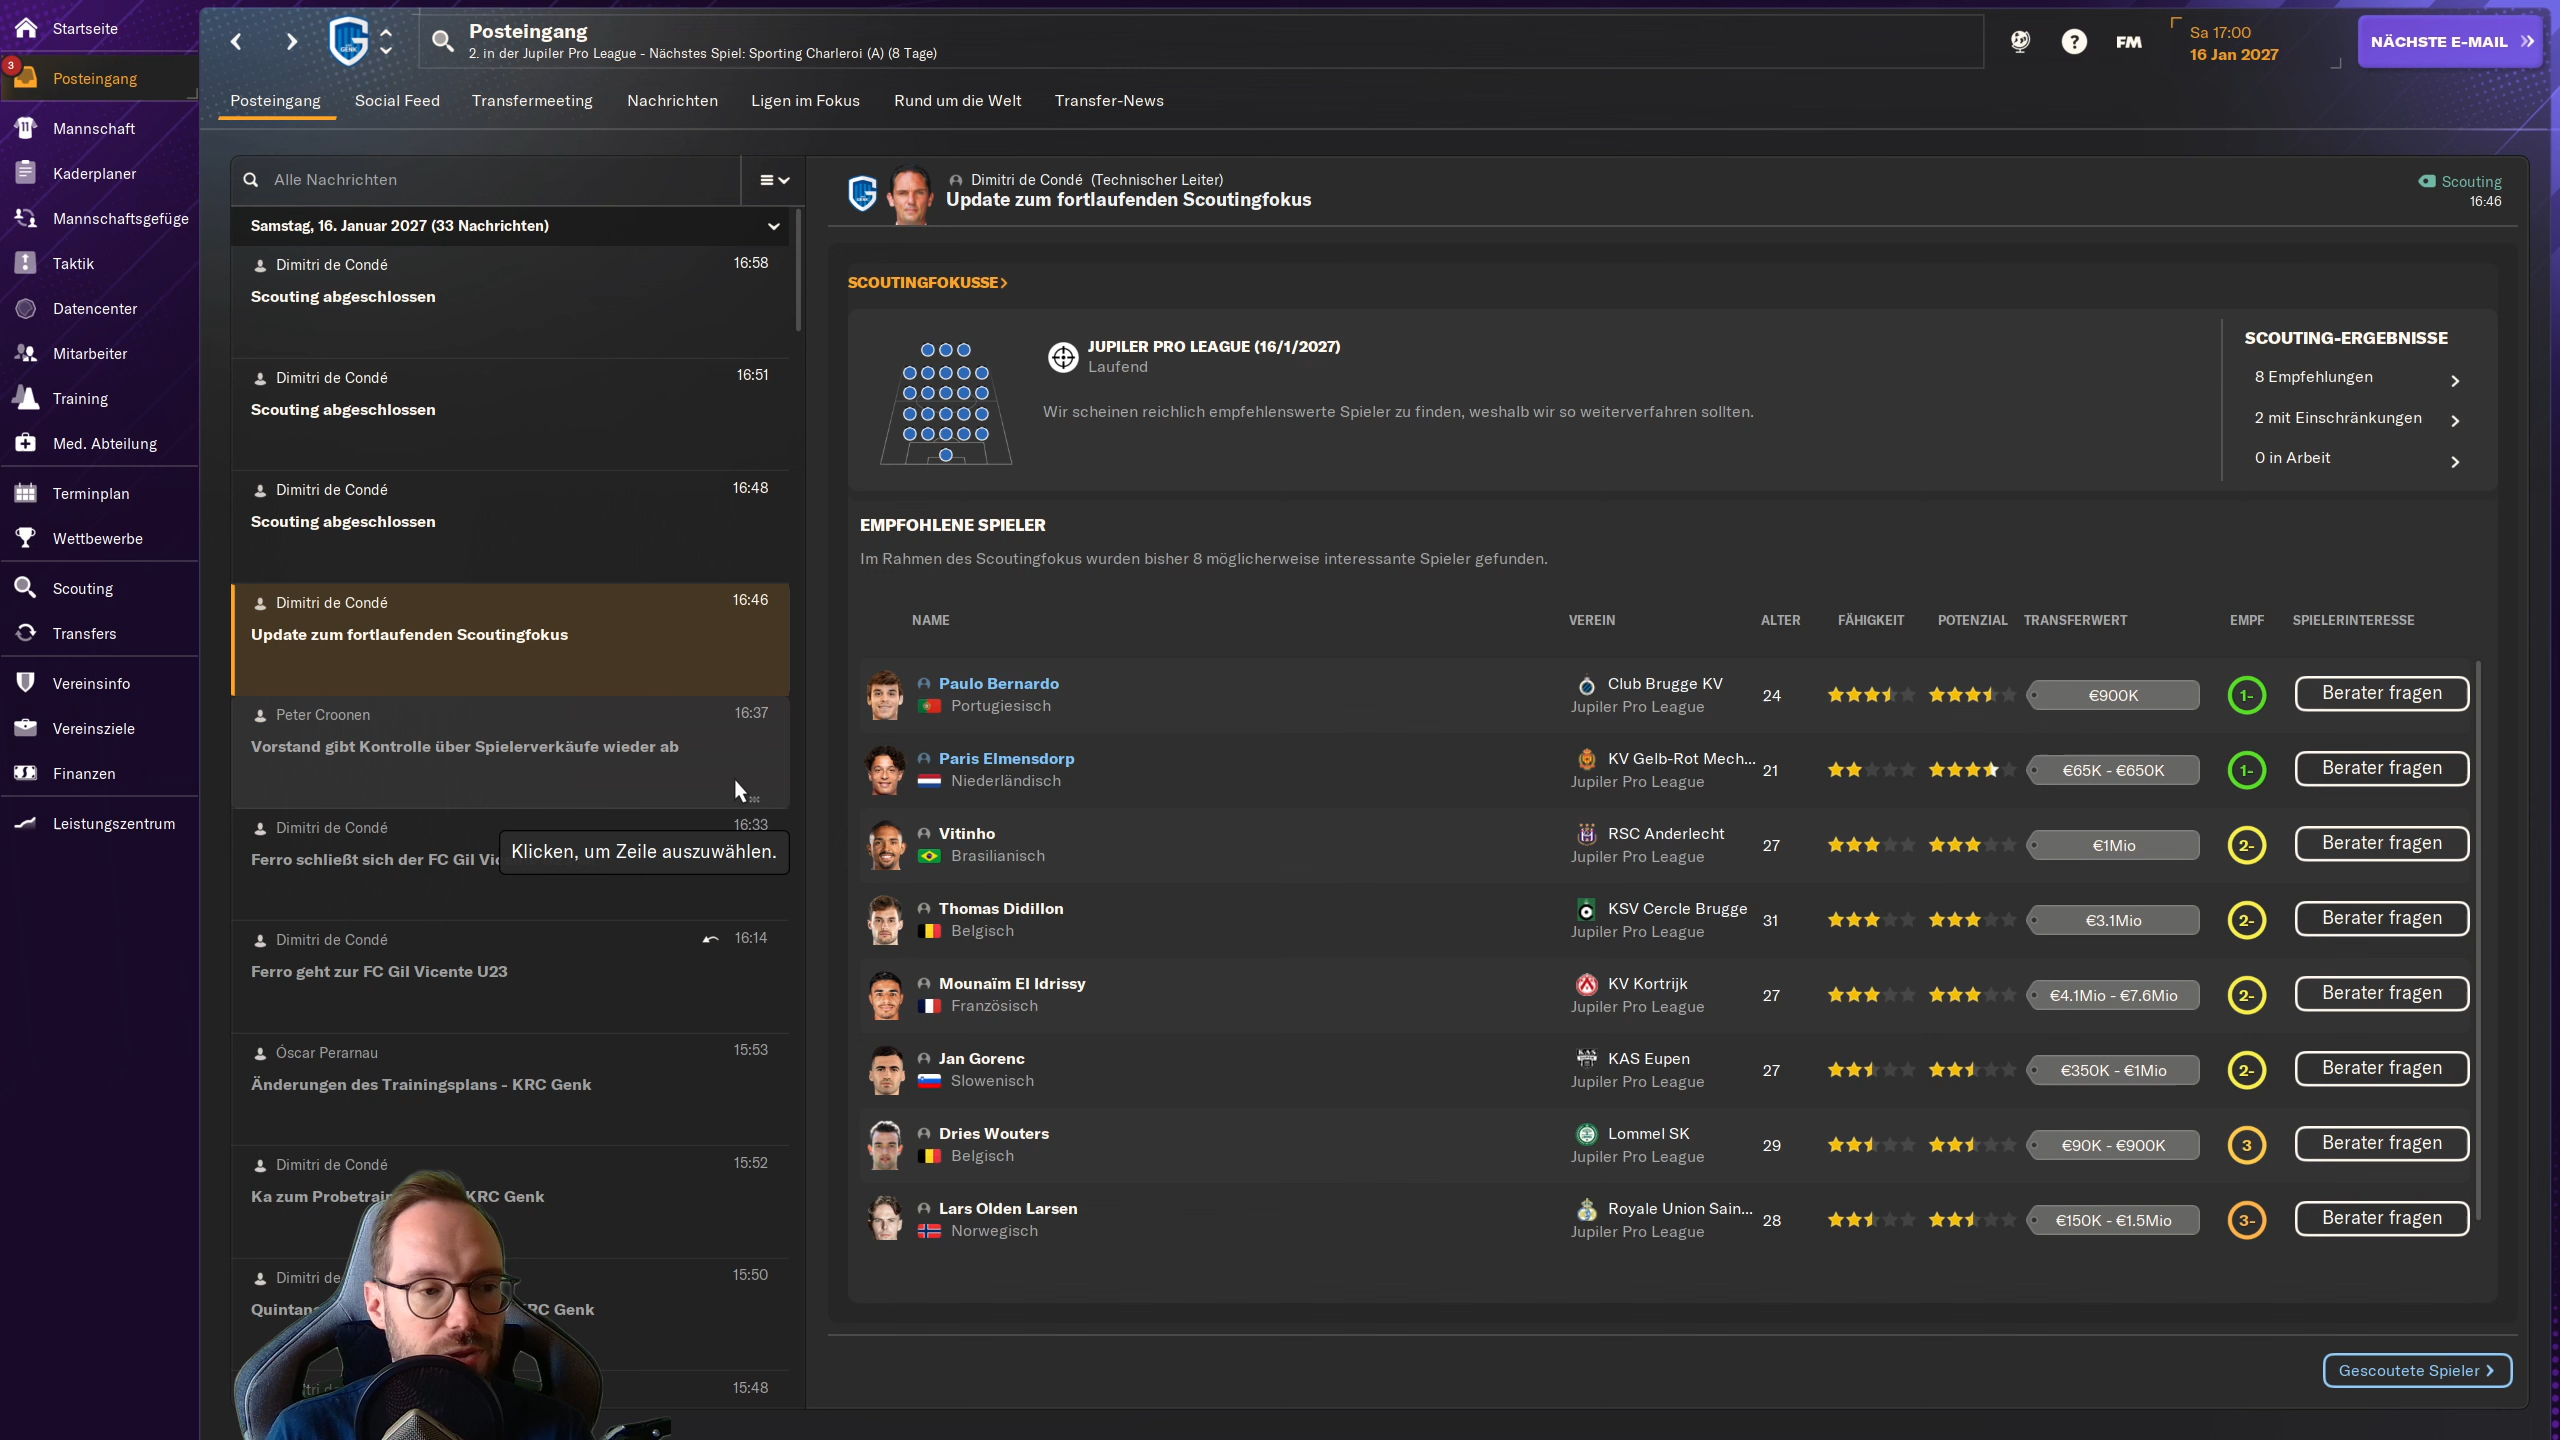 Startseite
3
Posteingang
Mannschaft
Kaderplaner
Mannschaftsgefüge
Taktik
Datencenter
Mitarbeiter
Training
Med. Abteilung
Terminplan
Wettbewerbe
Scouting
Transfers
Vereinsinfo
Vereinsziele
Finanzen
Leistungszentrum
Posteingang
2. in der Jupiler Pro League - Nächstes Spiel: Sporting Charleroi (A) (8 Tage)
FM
Sa 17:00
16 Jan 2027
NÄCHSTE E-MAIL
Posteingang Social Feed Transfermeeting Nachrichten Ligen im Fokus Rund um die Welt Transfer-News
Alle Nachrichten
Samstag, 16. Januar 2027 (33 Nachrichten)
Dimitri de Condé 16:58
Scouting abgeschlossen
Dimitri de Condé 16:51
Scouting abgeschlossen
Dimitri de Condé 16:48
Scouting abgeschlossen
Dimitri de Condé 16:46
Update zum fortlaufenden Scoutingfokus
Peter Croonen 16:37
Vorstand gibt Kontrolle über Spielerverkäufe wieder ab
Dimitri de Condé 16:33
Ferro schließt sich der FC Gil
Klicken, um Zeile auszuwählen.
Dimitri de Condé 16:14
Ferro geht zur FC Gil Vicente U23
Óscar Perarnau 15:53
Änderungen des Trainingsplans - KRC Genk
Dimitri de Condé 15:52
Ka zum KRC Genk
Dimitri de 15:50
Genk
15:48
Dimitri de Condé (Technischer Leiter)
Update zum fortlaufenden Scoutingfokus
Scouting
16:46
SCOUTINGFOKUSSE>
JUPILER PRO LEAGUE (16/1/2027)
Laufend
Wir scheinen reichlich empfehlenswerte Spieler zu finden, weshalb wir so weiterverfahren sollten.
SCOUTING-ERGEBNISSE
8 Empfehlungen
2 mit Einschränkungen
0 in Arbeit
EMPFOHLENE SPIELER
Im Rahmen des Scoutingfokus wurden bisher 8 möglicherweise interessante Spieler gefunden.
NAME VEREIN ALTER FÄHIGKEIT POTENZIAL TRANSFERWERT EMPF SPIELERINTERESSE
Paulo Bernardo Club Brugge KV 24 €900K 1- Berater fragen
Portugiesisch Jupiler Pro League
Paris Elmensdorp KV Gelb-Rot Mech... 21 €65K - €650K 1- Berater fragen
Niederländisch Jupiler Pro League
Vitinho RSC Anderlecht 27 €1Mio 2- Berater fragen
Brasilianisch Jupiler Pro League
Thomas Didillon KSV Cercle Brugge 31 €3.1Mio 2- Berater fragen
Belgisch Jupiler Pro League
Mounaïm El Idrissy KV Kortrijk 27 €4.1Mio - €7.6Mio 2- Berater fragen
Französisch Jupiler Pro League
Jan Gorenc KAS Eupen 27 €350K - €1Mio 2- Berater fragen
Slowenisch Jupiler Pro League
Dries Wouters Lommel SK 29 €90K - €900K 3 Berater fragen
Belgisch Jupiler Pro League
Lars Olden Larsen Royale Union Sain... 28 €150K - €1.5Mio 3- Berater fragen
Norwegisch Jupiler Pro League
Gescoutete Spieler >